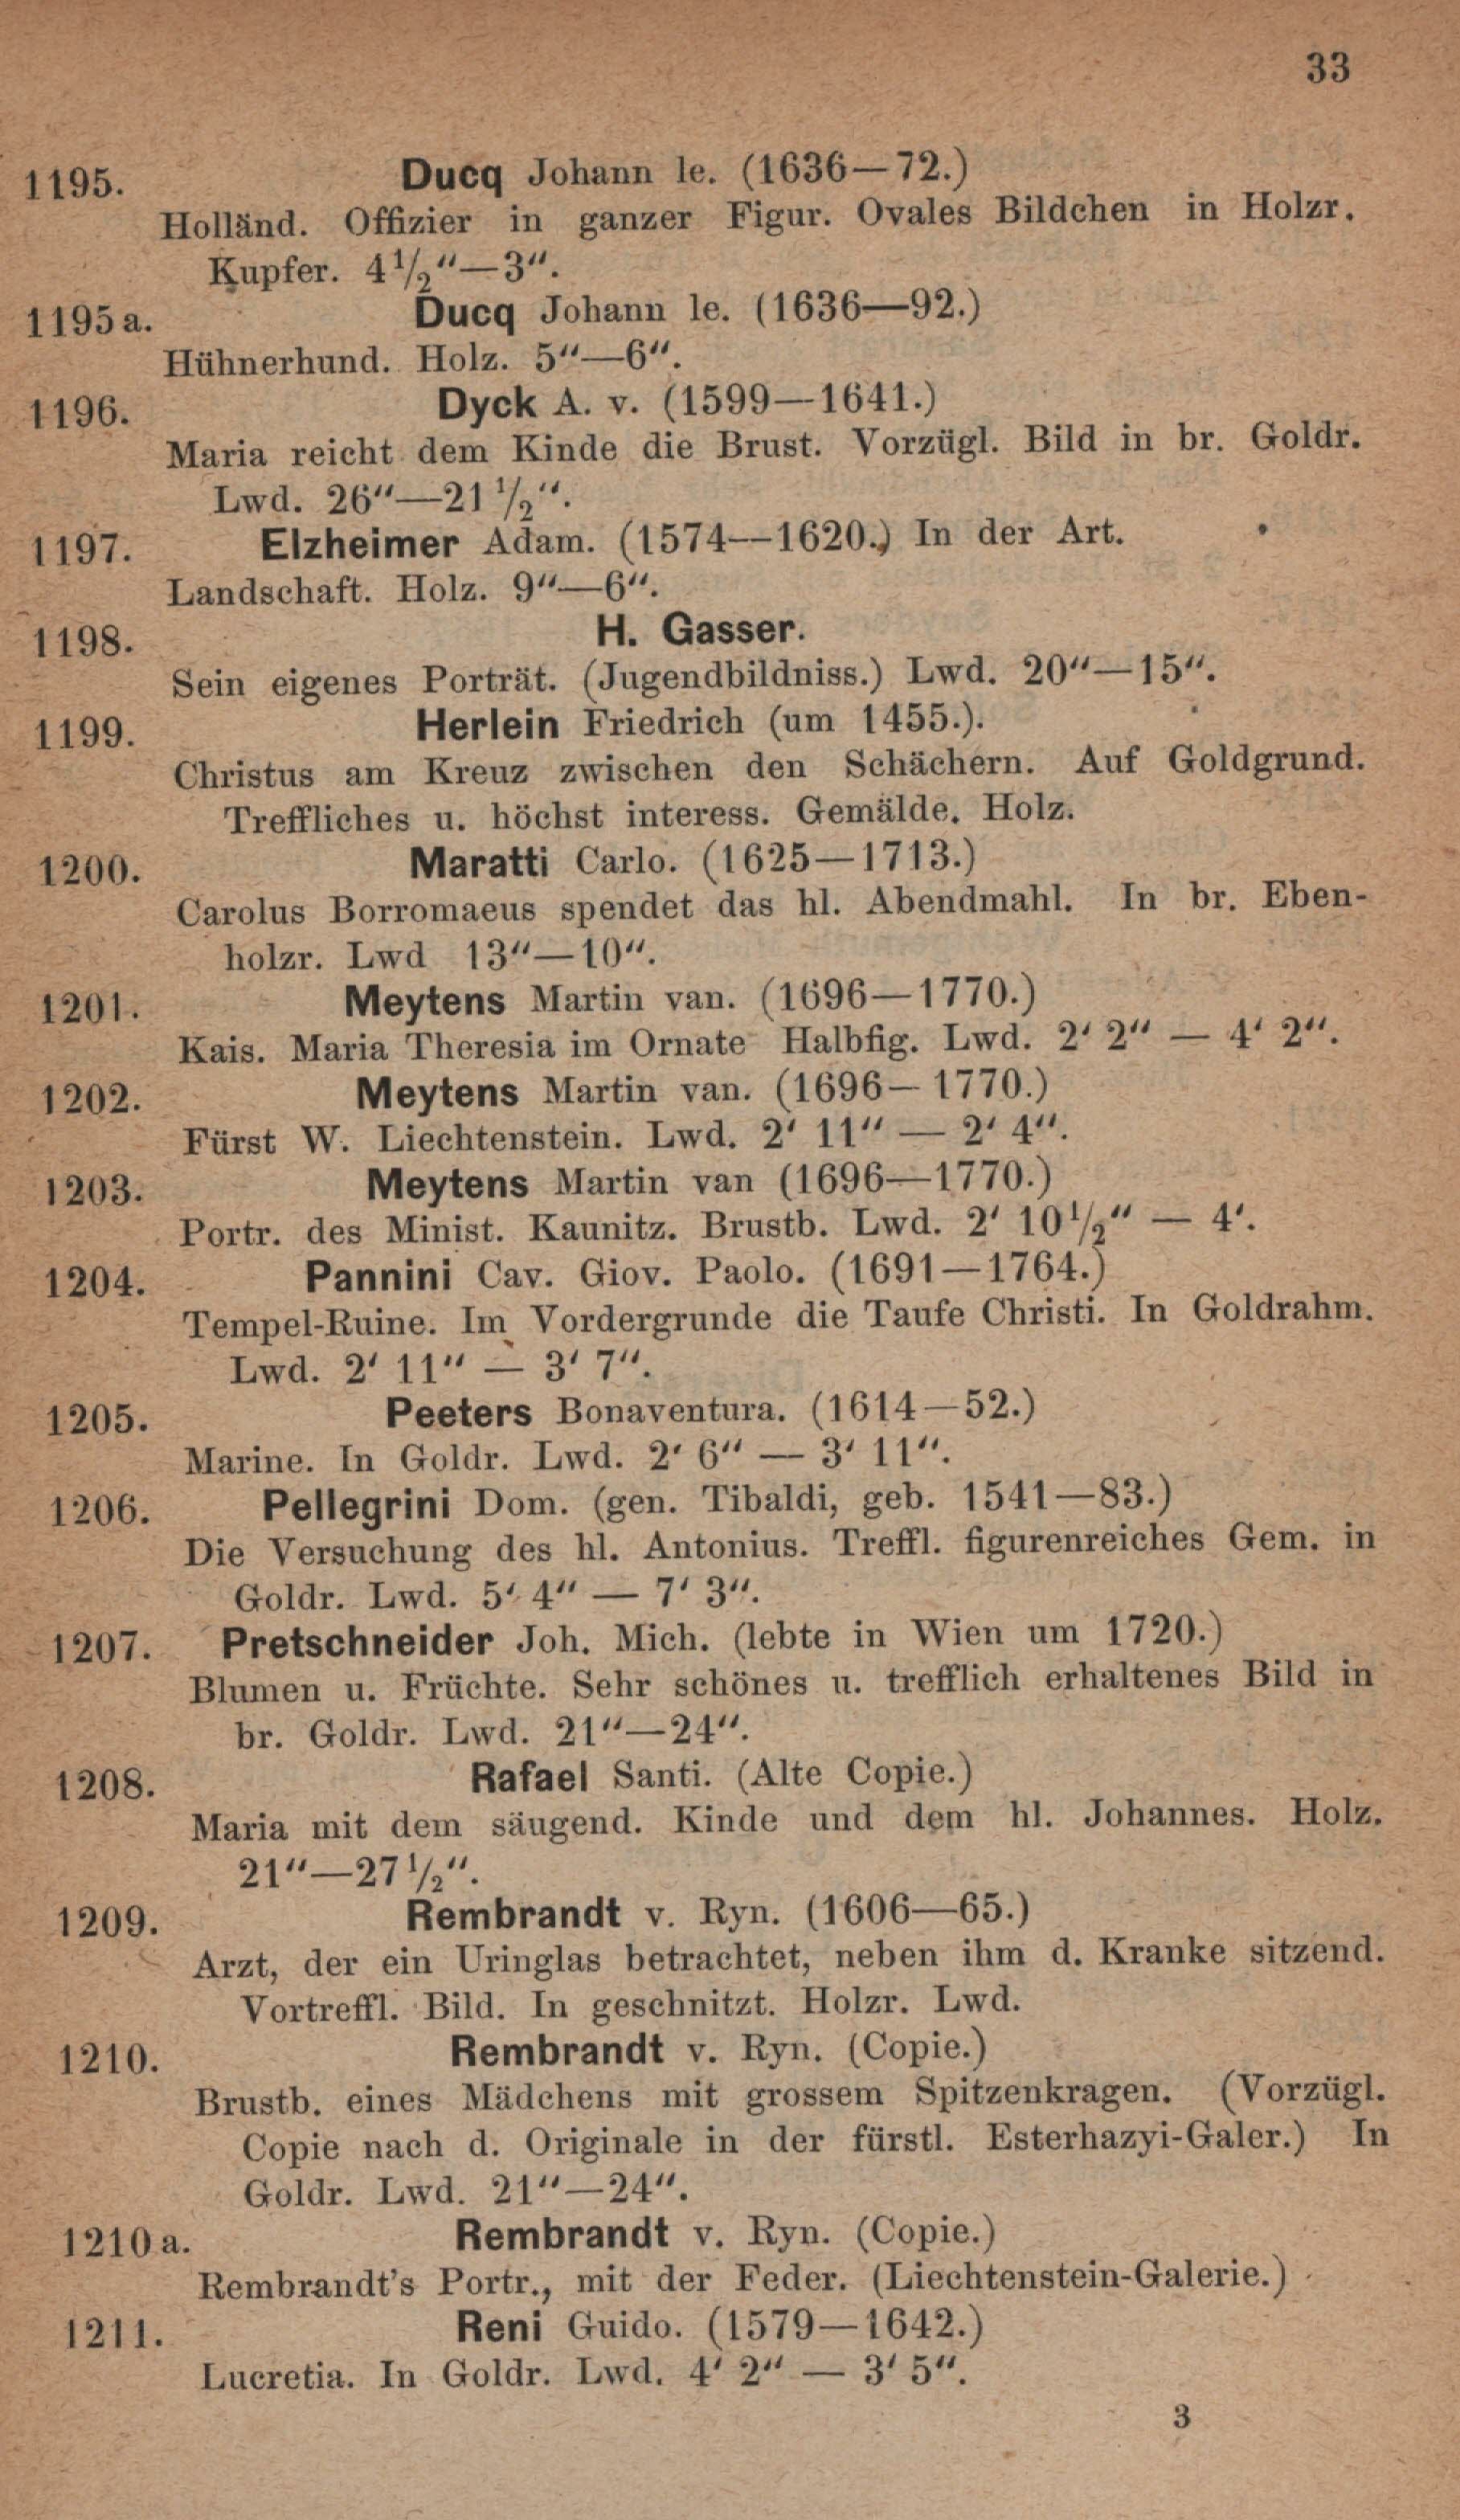 33
1195. Ducq Johann le. (1636—72.)
Holländ. Offizier in ganzer Figur. Ovales Bildchen in Holzr.
Kupfer. 4 1/2"—3".
1195 a. Ducq Johann le. (1636—92.)
Hühnerhund. Holz. 5"—6".
1196. Dyck A. v. (1599—1641.)
Maria reicht dem Kinde die Brust. Vorzügl. Bild in br. Goldr.
Lwd. 26"—21 1/2".
1197. Elzheimer Adam. (1574—1620.) In der Art.
Landschaft. Holz. 9"—6".
1198. H. Gasser.
Sein eigenes Porträt. (Jugendbildniss.) Lwd. 20"—15".
1199. Herlein Friedrich (um 1455.).
Christus am Kreuz zwischen den Schächern. Auf Goldgrund.
Treffliches u. höchst interess. Gemälde. Holz.
1200. Maratti Carlo. (1625—1713.)
Carolus Borromaeus spendet das hl. Abendmahl. In br. Eben-
holzr. Lwd 13"—10".
1201. Meytens Martin van. (1696—1770.)
Kais. Maria Theresia im Ornate Halbfig. Lwd. 2' 2" — 4' 2".
1202. Meytens Martin van. (1696—1770.)
Fürst W. Liechtenstein. Lwd. 2' 11" — 2' 4".
1203. Meytens Martin van (1696—1770.)
Portr. des Minist. Kaunitz. Brustb. Lwd. 2' 10 1/2" — 4'.
1204. Pannini Cav. Giov. Paolo. (1691—1764.)
Tempel-Ruine. Im Vordergrunde die Taufe Christi. In Goldrahm.
Lwd. 2' 11" — 3' 7".
1205. Peeters Bonaventura. (1614—52.)
Marine. In Goldr. Lwd. 2' 6" — 3' 11".
1206. Pellegrini Dom. (gen. Tibaldi, geb. 1541—83.)
Die Versuchung des hl. Antonius. Treffl. figurenreiches Gem. in
Goldr. Lwd. 5' 4" — 7' 3".
1207. Pretschneider Joh. Mich. (lebte in Wien um 1720.)
Blumen u. Früchte. Sehr schönes u. trefflich erhaltenes Bild in
br. Goldr. Lwd. 21"—24".
1208. Rafael Santi. (Alte Copie.)
Maria mit dem säugend. Kinde und dem hl. Johannes. Holz.
21"—27 1/2".
1209. Rembrandt v. Ryn. (1606—65.)
Arzt, der ein Uringlas betrachtet, neben ihm d. Kranke sitzend.
Vortreffl. Bild. In geschnitzt. Holzr. Lwd.
1210. Rembrandt v. Ryn. (Copie.)
Brustb. eines Mädchens mit grossem Spitzenkragen. (Vorzügl.
Copie nach d. Originale in der fürstl. Esterhazyi-Galer.) In
Goldr. Lwd. 21"—24".
1210 a. Rembrandt v. Ryn. (Copie.)
Rembrandt's Portr., mit der Feder. (Liechtenstein-Galerie.)
1211. Reni Guido. (1579—1642.)
Lucretia. In Goldr. Lwd. 4' 2" — 3' 5".
3